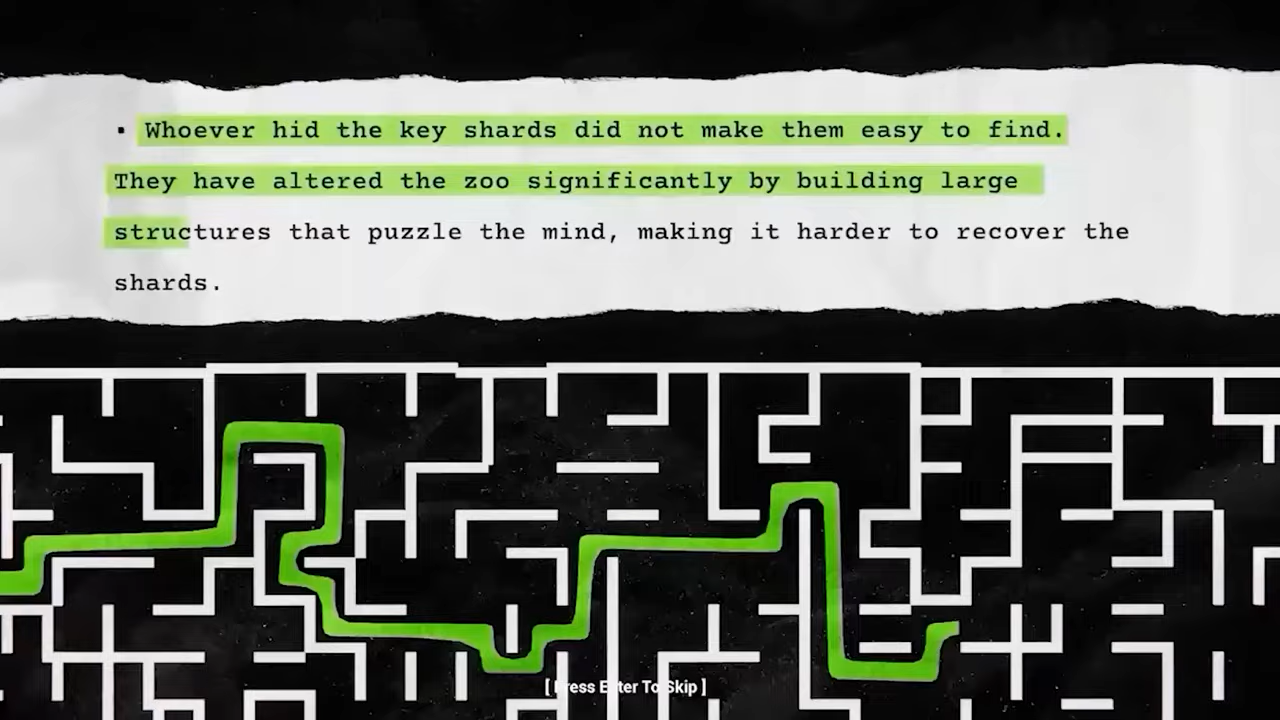 ▪ Whoever hid the key shards did not make them easy to find.
They have altered the zoo significantly by building large
structures that puzzle the mind, making it harder to recover the
shards.
[ Press Enter To Skip ]